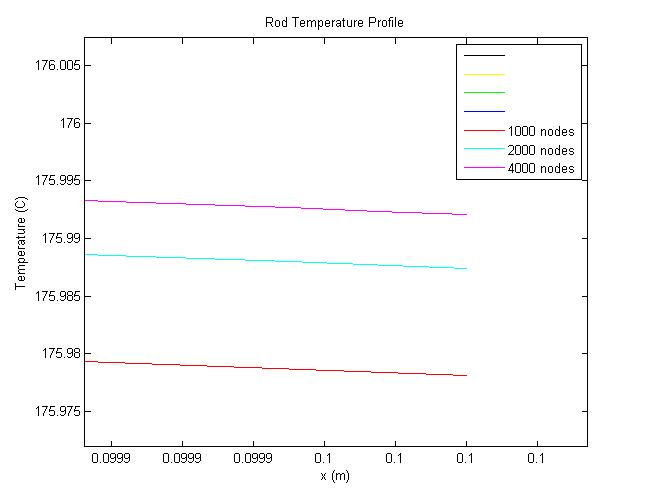 Rod Temperature Profile
176.005
176
175.995
175.99
175.985
175.98
175.975
Temperature (C)
1000 nodes
2000 nodes
4000 nodes
0.0999 0.0999 0.0999 0.1 0.1 0.1 0.1
x (m)